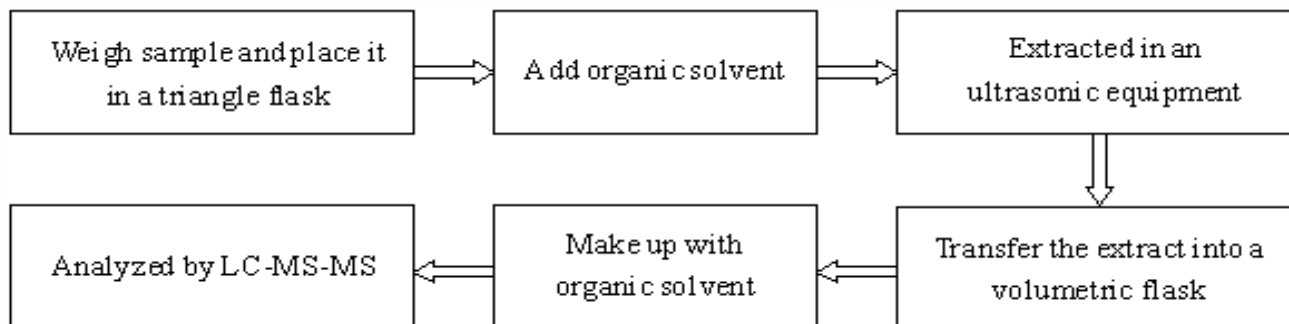 Weigh sample and place it
in a triangle flask
Add organic solvent
Extracted in an
ultrasonic equipment
Transfer the extract into a
volumetric flask
Make up with
organic solvent
Analyzed by LC-MS-MS